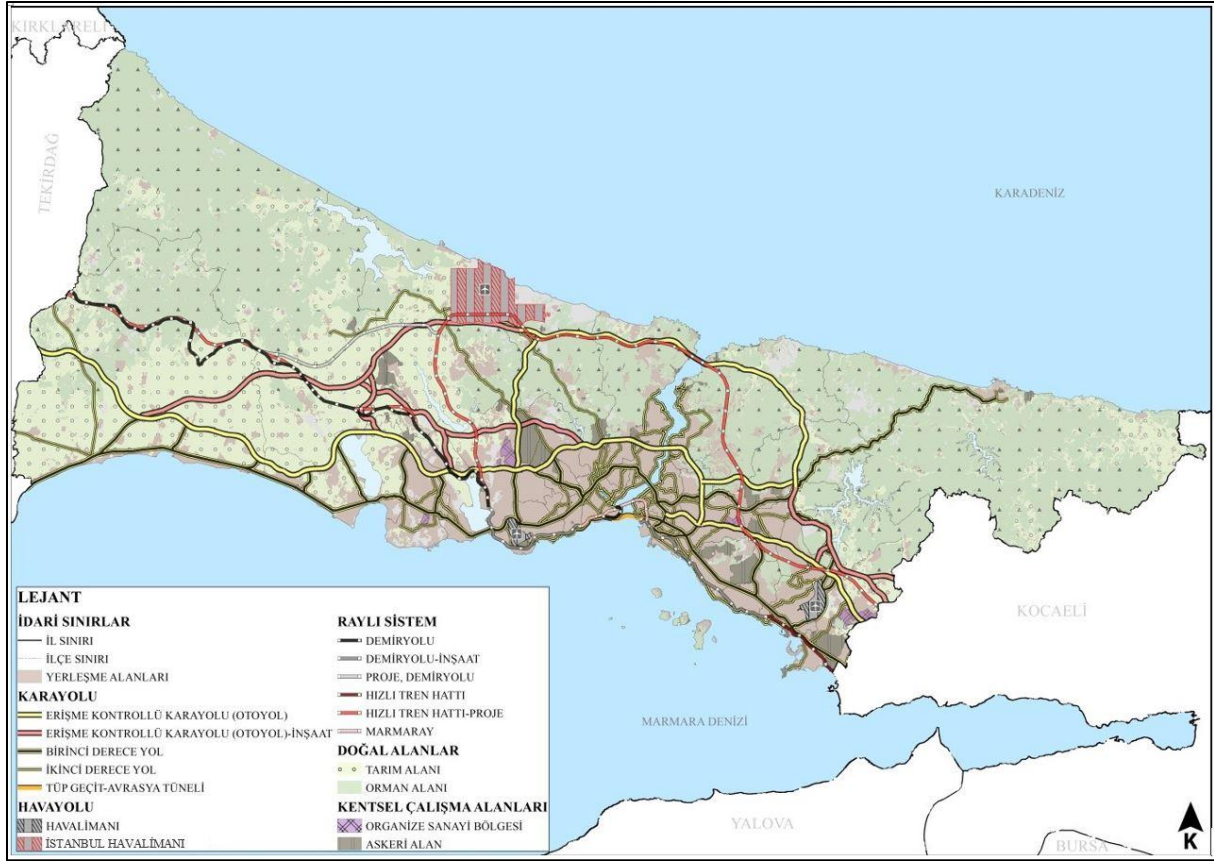 KIRKLARELİ
TEKİRDAĞ
KARADENİZ
KOCAELİ
MARMARA DENİZİ
YALOVA
BURSA
K
LEJANT
İDARİ SINIRLAR
İL SINIRI
İLÇE SINIRI
YERLEŞME ALANLARI
KARAYOLU
ERİŞME KONTROLLÜ KARAYOLU (OTOYOL)
ERİŞME KONTROLLÜ KARAYOLU (OTOYOL)-İNŞAAT
BİRİNCİ DERECE YOL
İKİNCİ DERECE YOL
TÜP GEÇİT-AVRASYA TÜNELİ
HAVAYOLU
HAVALİMANI
İSTANBUL HAVALİMANI
RAYLI SİSTEM
DEMİRYOLU
DEMİRYOLU-İNŞAAT
PROJE, DEMİRYOLU
HIZLI TREN HATTI
HIZLI TREN HATTI-PROJE
MARMARAY
DOĞAL ALANLAR
TARIM ALANI
ORMAN ALANI
KENTSEL ÇALIŞMA ALANLARI
ORGANİZE SANAYİ BÖLGESİ
ASKERİ ALAN